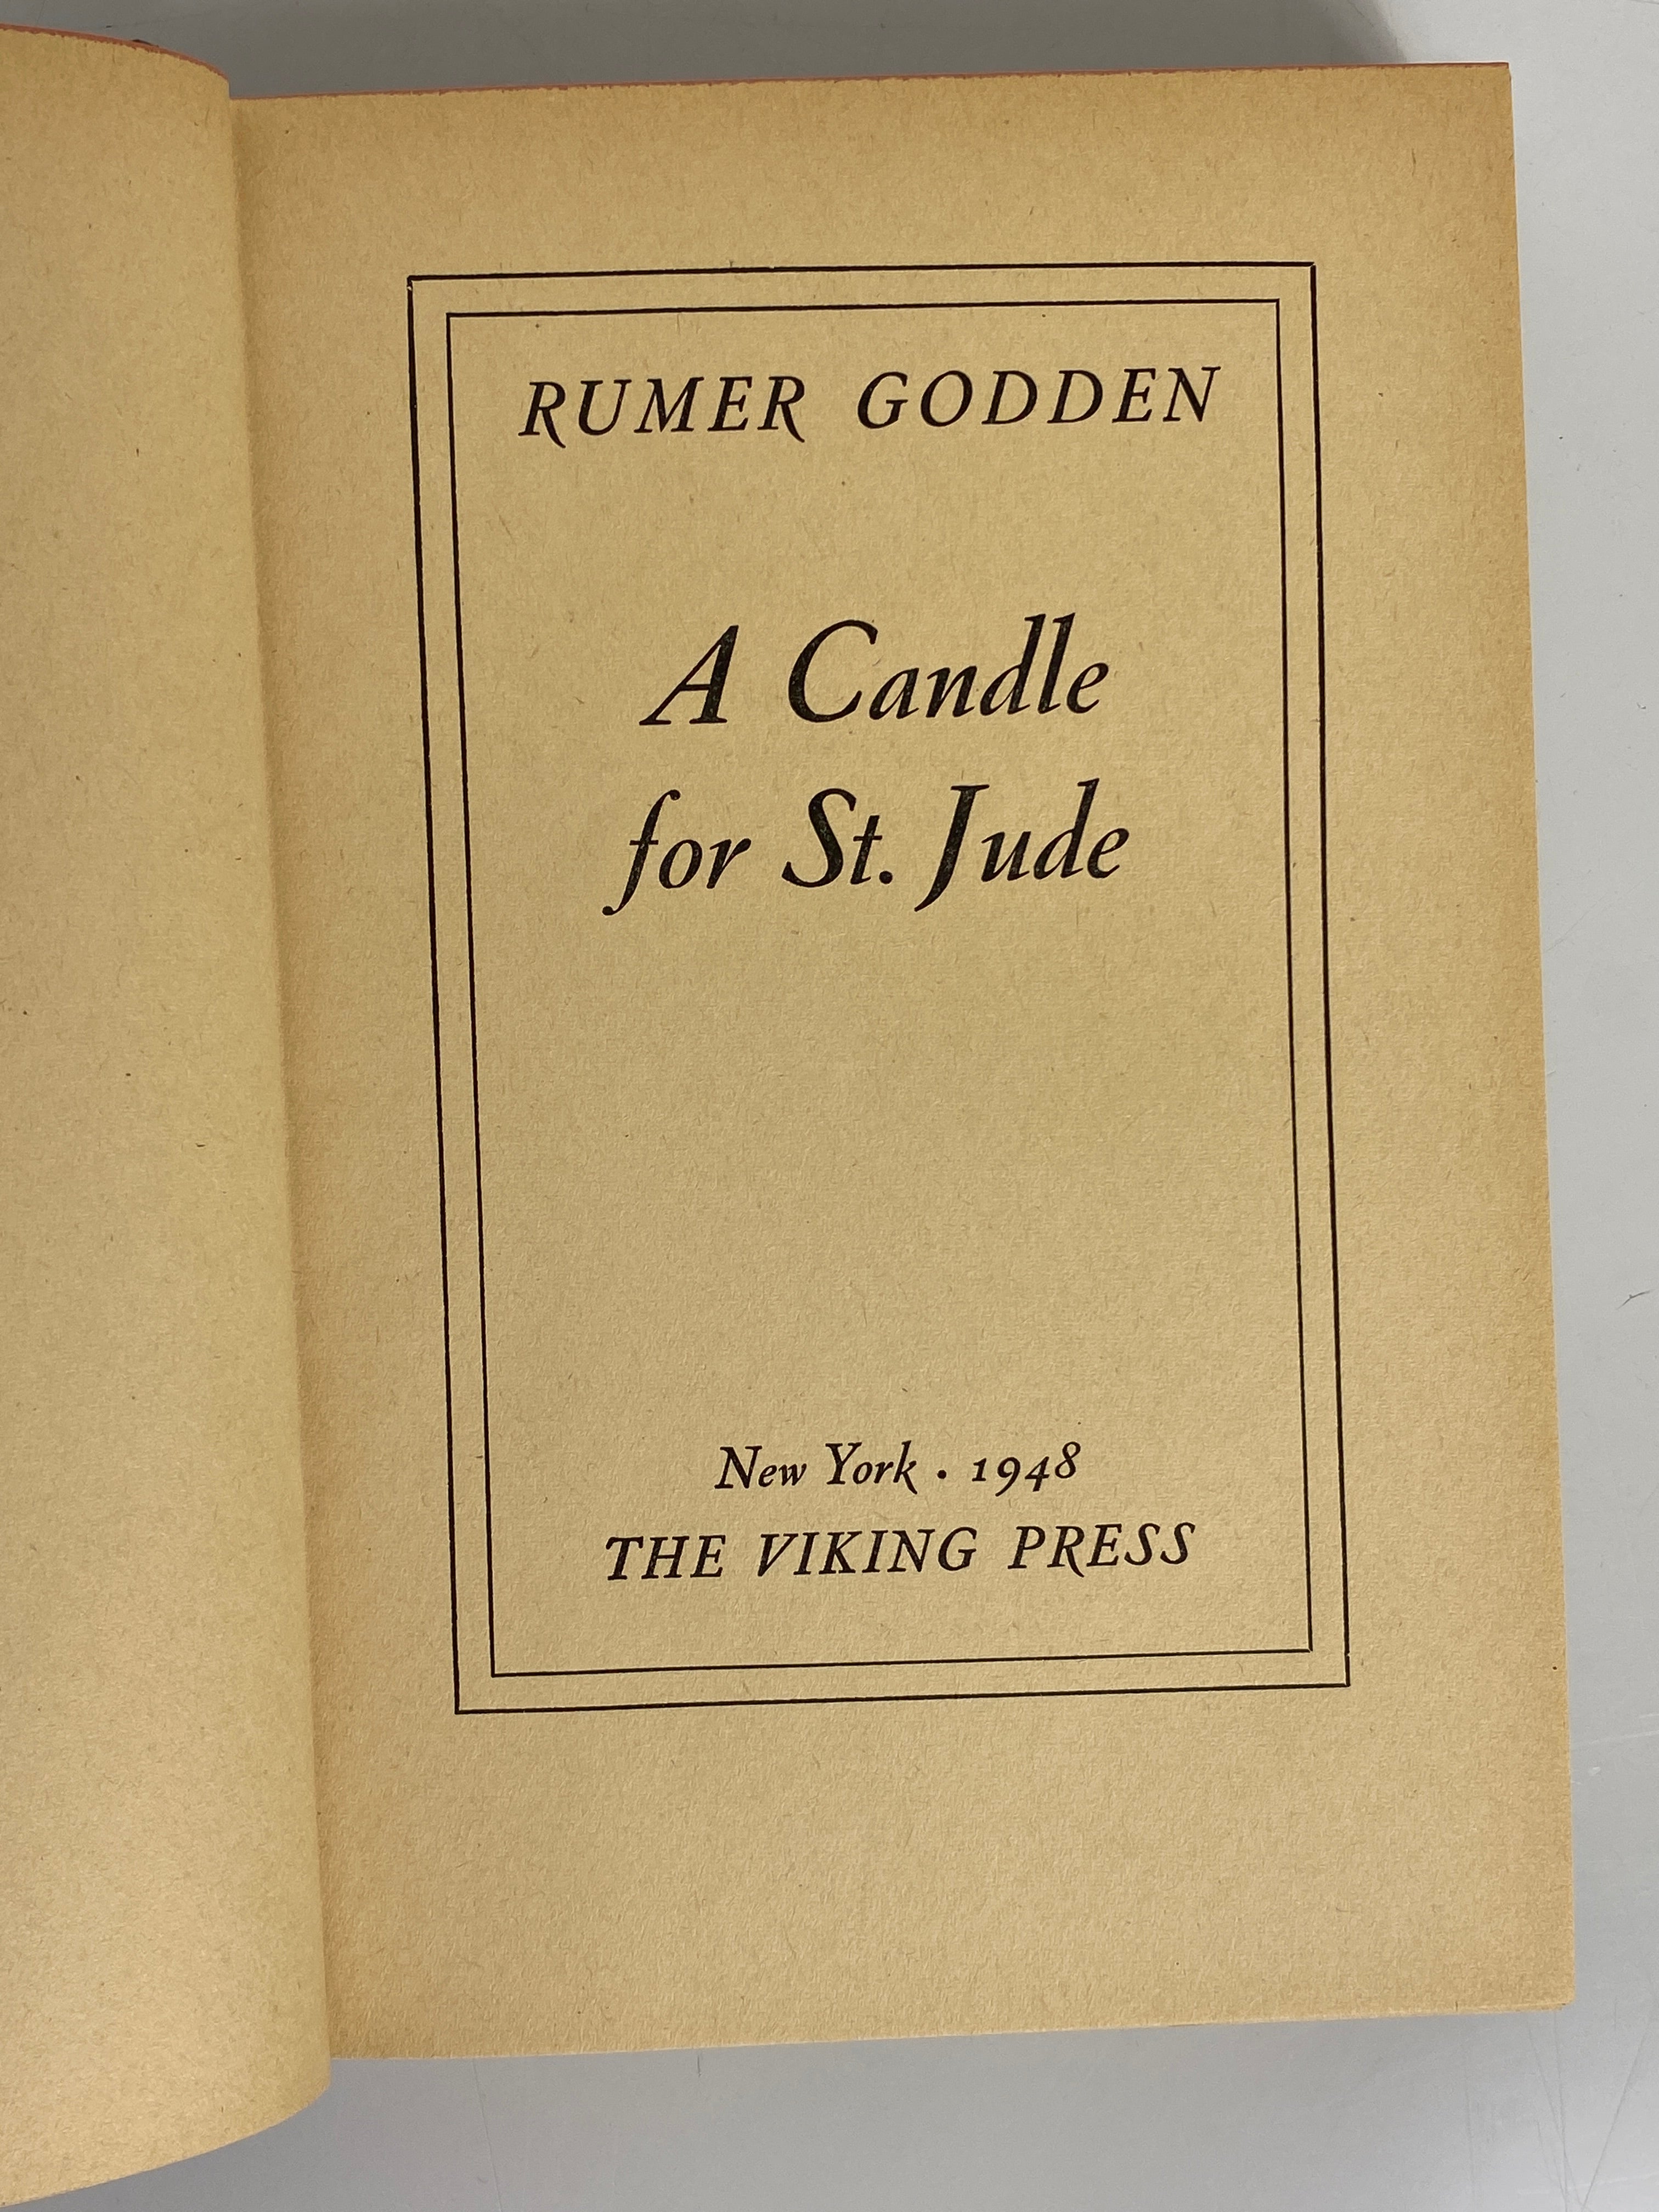 RUMER GODDEN
A Candle
for St. Jude
New York · 1948
THE VIKING PRESS